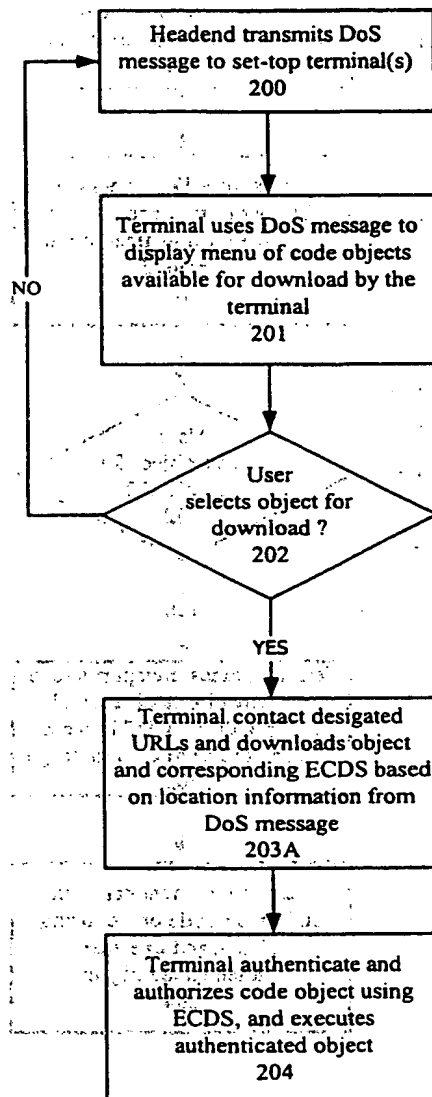 Headend transmits DoS
message to set-top terminal(s)
200
Terminal uses DoS message to
display menu of code objects
available for download by the
terminal
201
NO
User
selects object for
download ?
202
YES
Terminal contact desigated
URLs and downloads object
and corresponding ECDS based
on location information from
DoS message
203A
Terminal authenticate and
authorizes code object using
ECDS, and executes
authenticated object
204